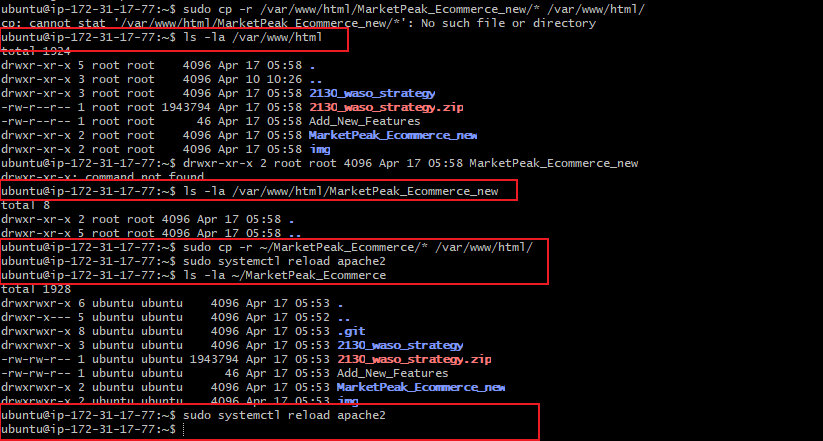 ubuntu@ip-172-31-17-77:~$ sudo cp -r /var/www/html/MarketPeak_Ecommerce_new/* /var/www/html/
cp: cannot stat '/var/www/html/MarketPeak_Ecommerce_new/*': No such file or directory
ubuntu@ip-172-31-17-77:~$ ls -la /var/www/html
total 1924
drwxr-xr-x 5 root root    4096 Apr 17 05:58 .
drwxr-xr-x 3 root root    4096 Apr 10 10:26 ..
drwxr-xr-x 3 root root    4096 Apr 17 05:58 2130_waso_strategy
-rw-r--r-- 1 root root 1943794 Apr 17 05:58 2130_waso_strategy.zip
-rw-r--r-- 1 root root      46 Apr 17 05:58 Add_New_Features
drwxr-xr-x 2 root root    4096 Apr 17 05:58 MarketPeak_Ecommerce_new
drwxr-xr-x 2 root root    4096 Apr 17 05:58 img
ubuntu@ip-172-31-17-77:~$ drwxr-xr-x 2 root root 4096 Apr 17 05:58 MarketPeak_Ecommerce_new
drwxr-xr-x: command not found
ubuntu@ip-172-31-17-77:~$ ls -la /var/www/html/MarketPeak_Ecommerce_new
total 8
drwxr-xr-x 2 root root 4096 Apr 17 05:58 .
drwxr-xr-x 5 root root 4096 Apr 17 05:58 ..
ubuntu@ip-172-31-17-77:~$ sudo cp -r ~/MarketPeak_Ecommerce/* /var/www/html/
ubuntu@ip-172-31-17-77:~$ sudo systemctl reload apache2
ubuntu@ip-172-31-17-77:~$ ls -la ~/MarketPeak_Ecommerce
total 1928
drwxrwxr-x 6 ubuntu ubuntu    4096 Apr 17 05:53 .
drwxr-x--- 5 ubuntu ubuntu    4096 Apr 17 05:52 ..
drwxrwxr-x 8 ubuntu ubuntu    4096 Apr 17 05:53 .git
drwxrwxr-x 3 ubuntu ubuntu    4096 Apr 17 05:53 2130_waso_strategy
-rw-rw-r-- 1 ubuntu ubuntu 1943794 Apr 17 05:53 2130_waso_strategy.zip
-rw-rw-r-- 1 ubuntu ubuntu      46 Apr 17 05:53 Add_New_Features
drwxrwxr-x 2 ubuntu ubuntu    4096 Apr 17 05:53 MarketPeak_Ecommerce_new
drwxrwxr-x 2 ubuntu ubuntu    4096 Apr 17 05:53 img
ubuntu@ip-172-31-17-77:~$ sudo systemctl reload apache2
ubuntu@ip-172-31-17-77:~$